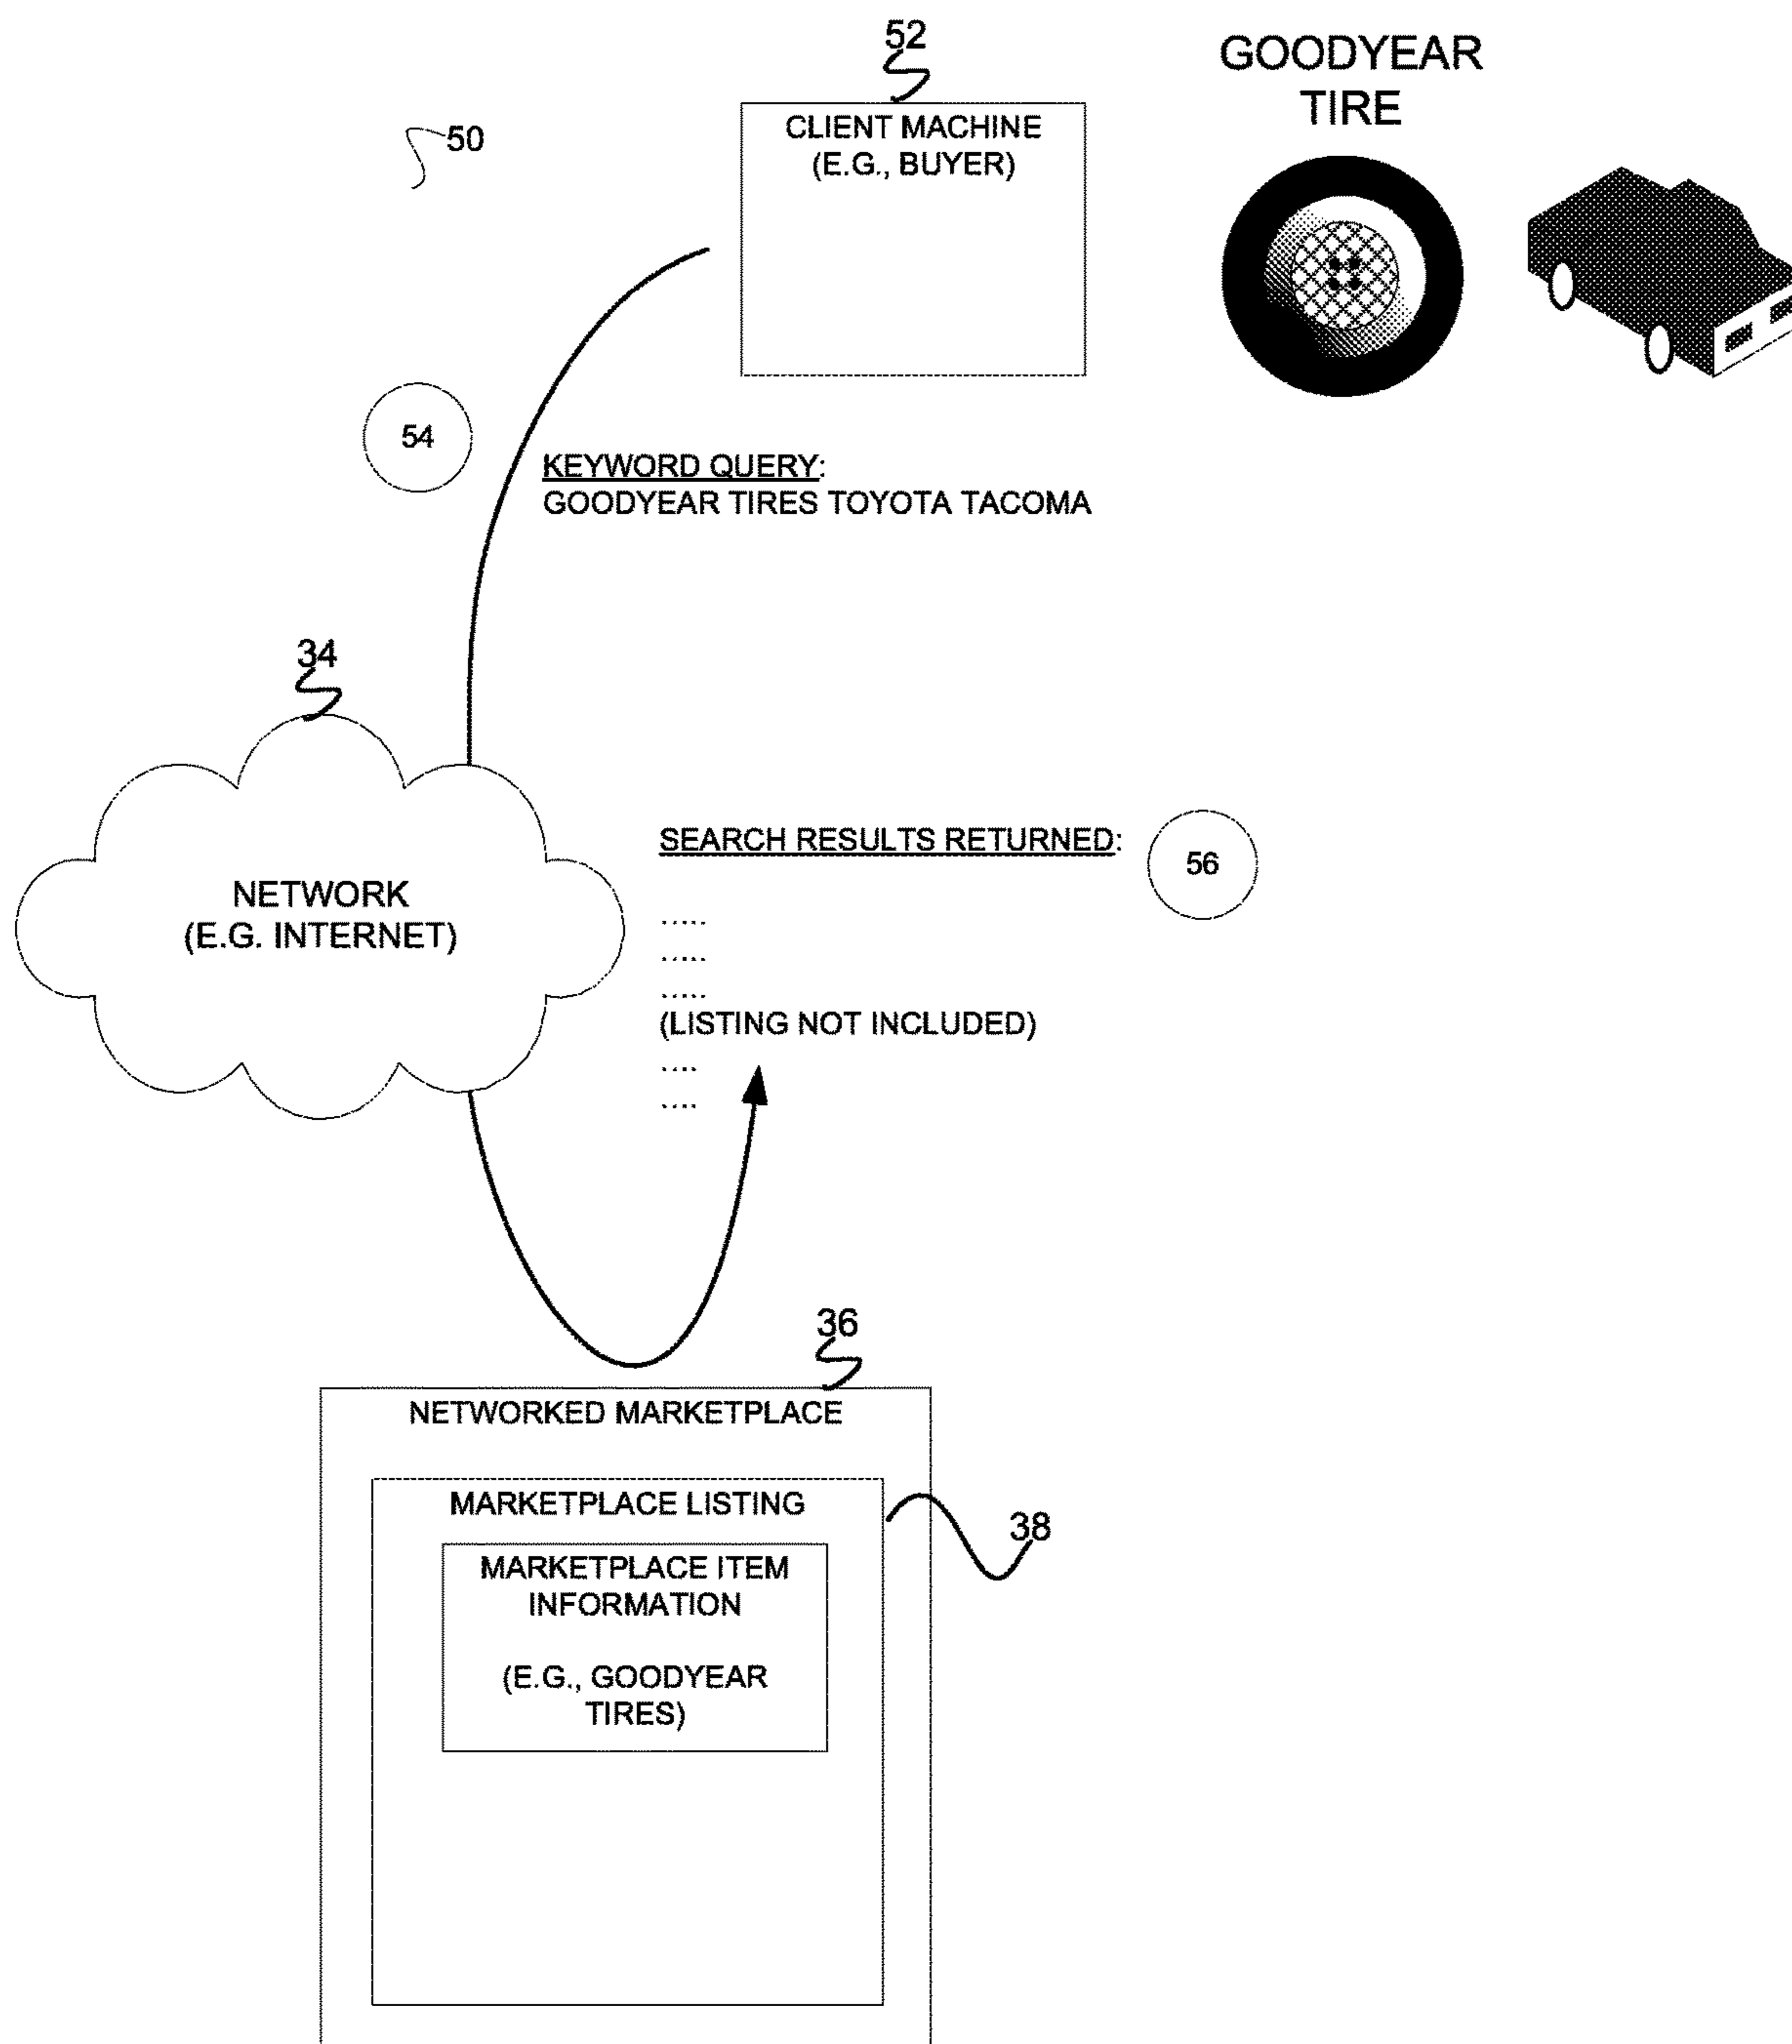 52
GOODYEAR
TIRE
CLIENT MACHINE
(E.G., BUYER)
50
54
KEYWORD QUERY:
GOODYEAR TIRES TOYOTA TACOMA
34
SEARCH RESULTS RETURNED:
56
NETWORK
(E.G. INTERNET)
.....
.....
.....
(LISTING NOT INCLUDED)
....
....
36
NETWORKED MARKETPLACE
MARKETPLACE LISTING
38
MARKETPLACE ITEM
INFORMATION
(E.G., GOODYEAR
TIRES)